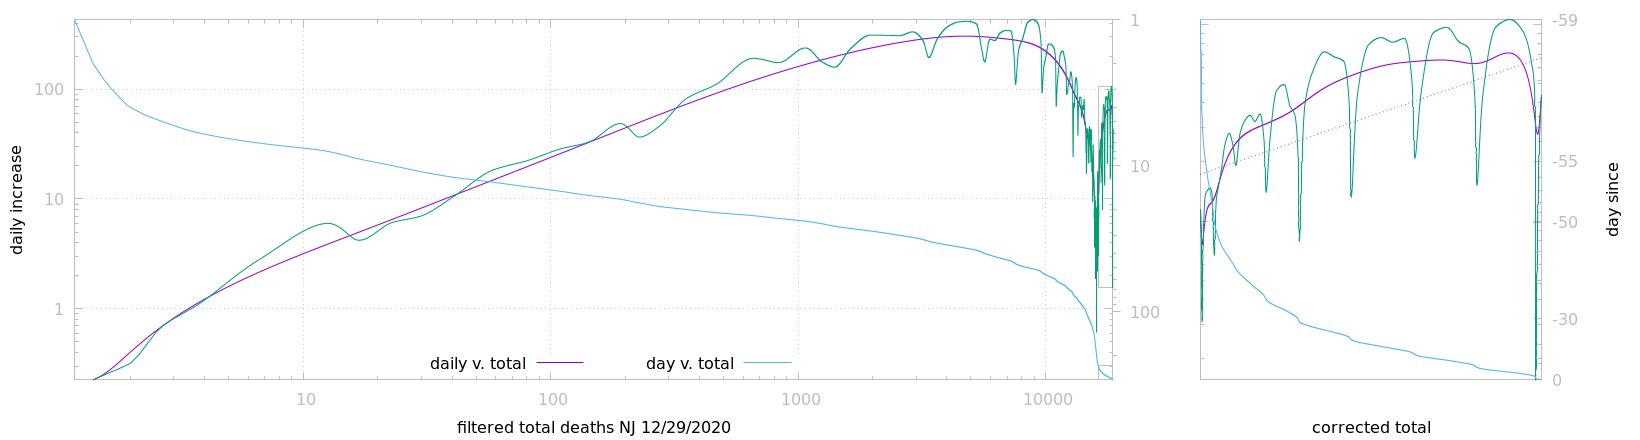 daily increase
100
10
1
10
100
1000
10000
filtered total deaths NJ 12/29/2020
daily v. total
day v. total
1
10
100
-59
-55
-50
-30
0
day since
corrected total